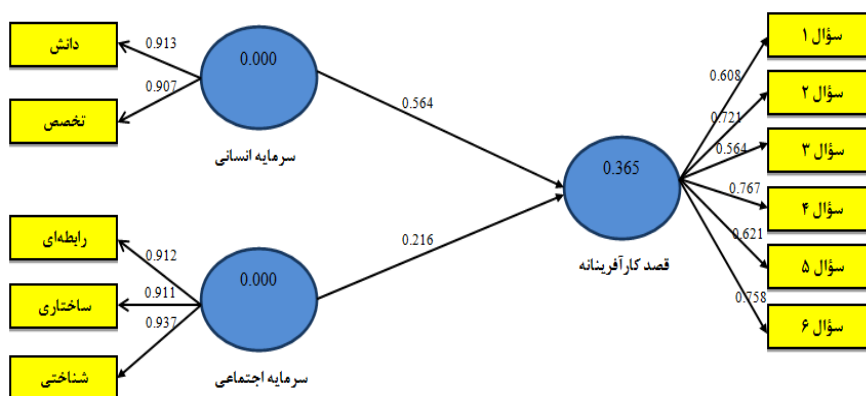 دانش
0.913
0.907
تخصص
0.000
سرمایه انسانی
0.564
رابطه‌ای
0.912
ساختاری
0.911
0.937
شناختی
0.000
سرمایه اجتماعی
0.216
0.365
قصد کارآفرینانه
سؤال ۱
0.608
سؤال ۲
0.721
سؤال ۳
0.564
سؤال ۴
0.767
سؤال ۵
0.621
سؤال ۶
0.758